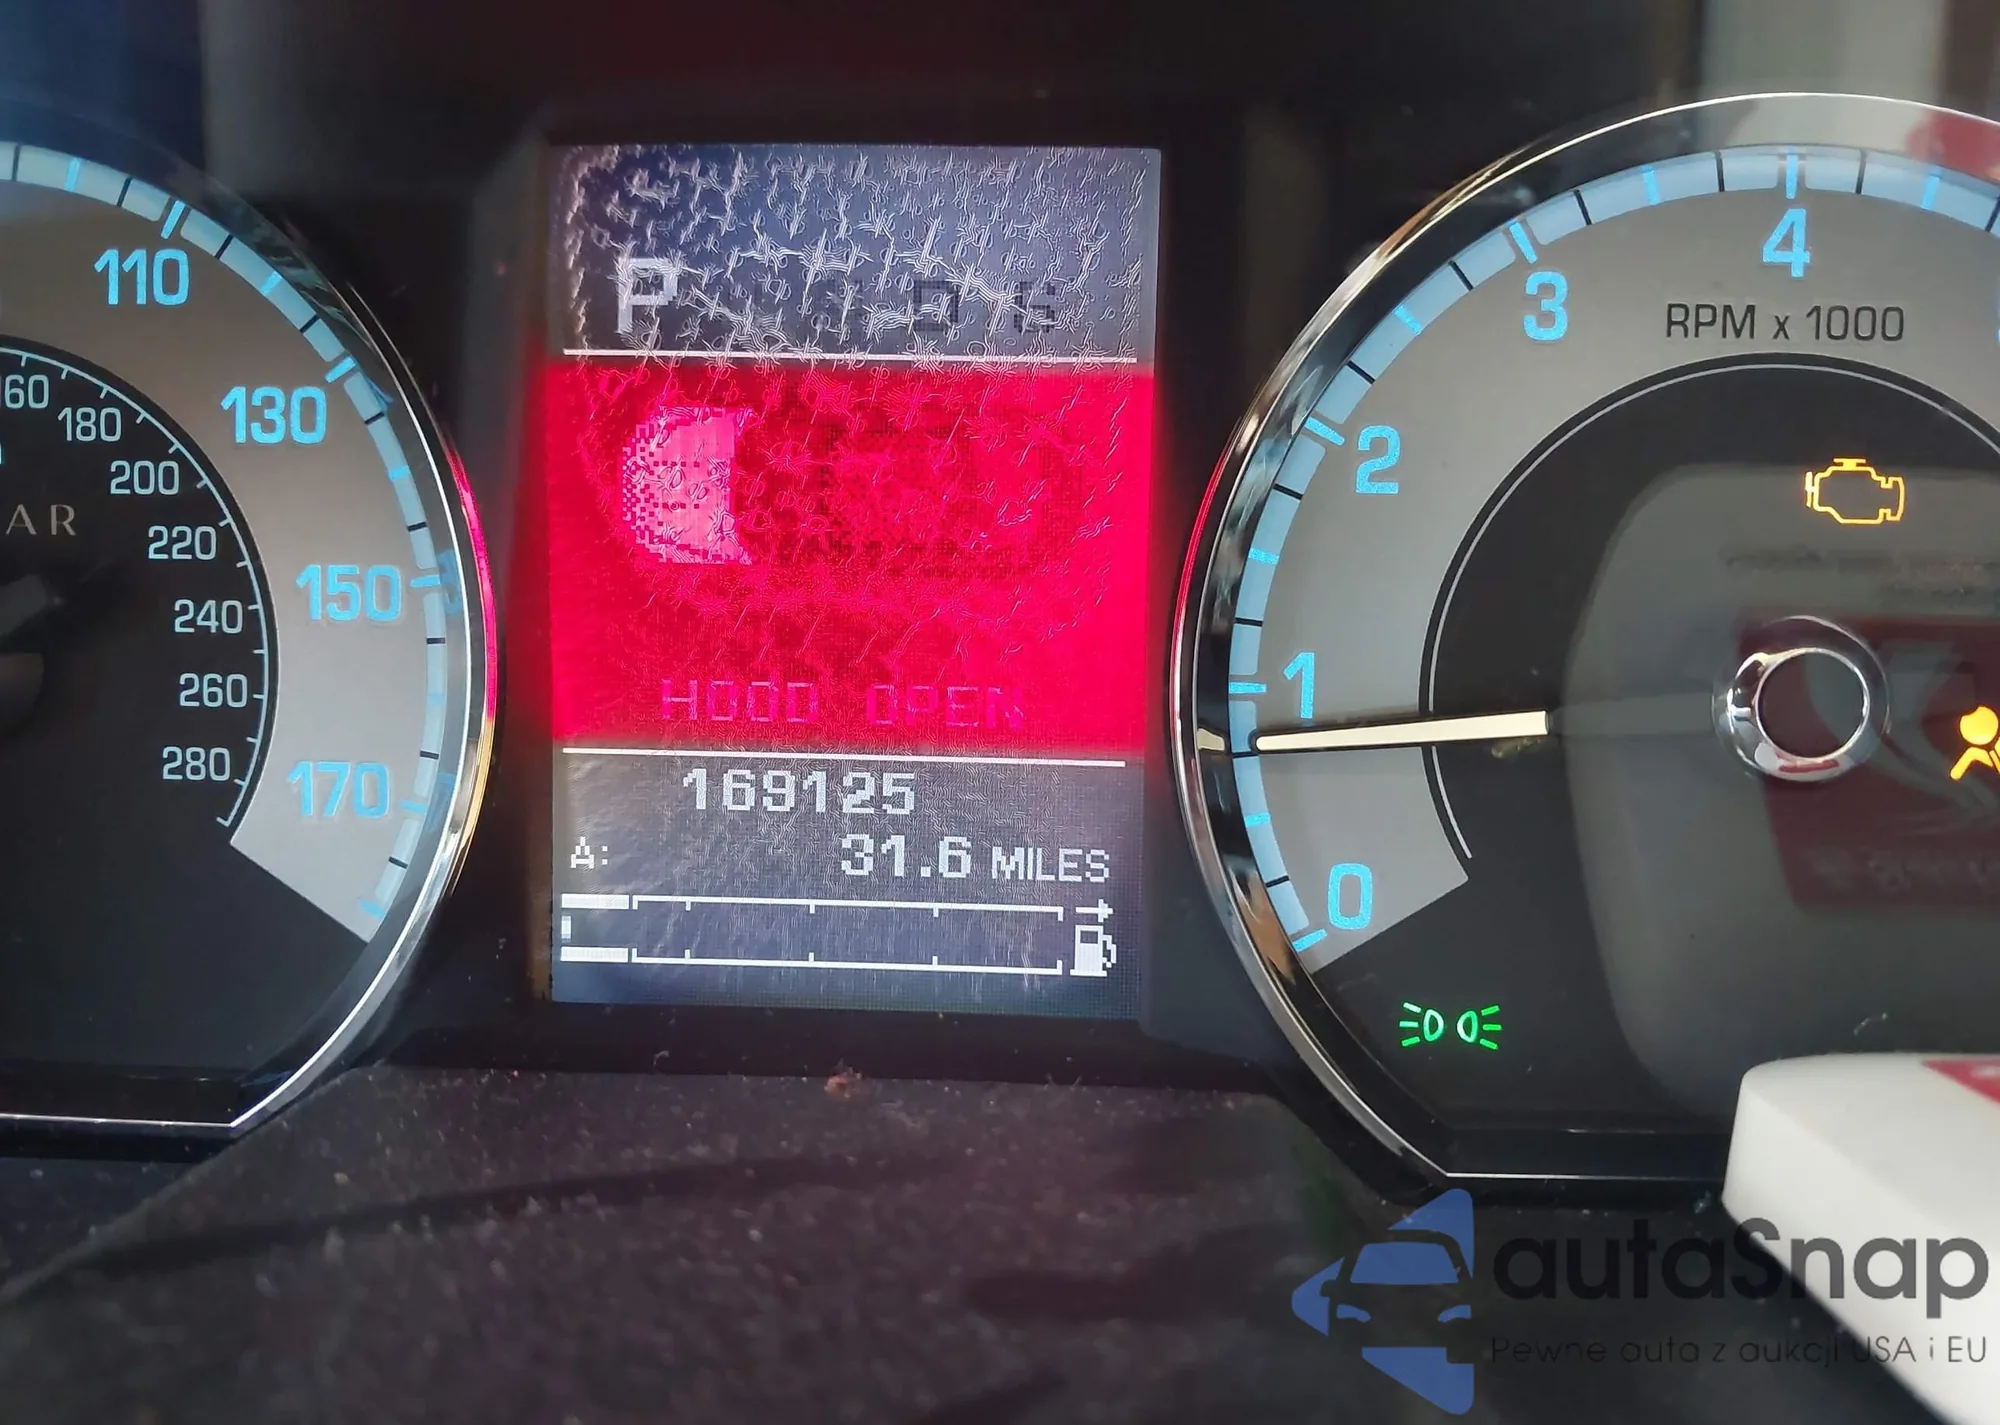 110
130
150
170
160
180
200
220
240
260
280
AR
P
D S
HOOD OPEN
169125
A: 31.6 MILES
0
1
2
3
4
RPM x 1000
autaSnap
Pewne auta z aukcji USA i EU